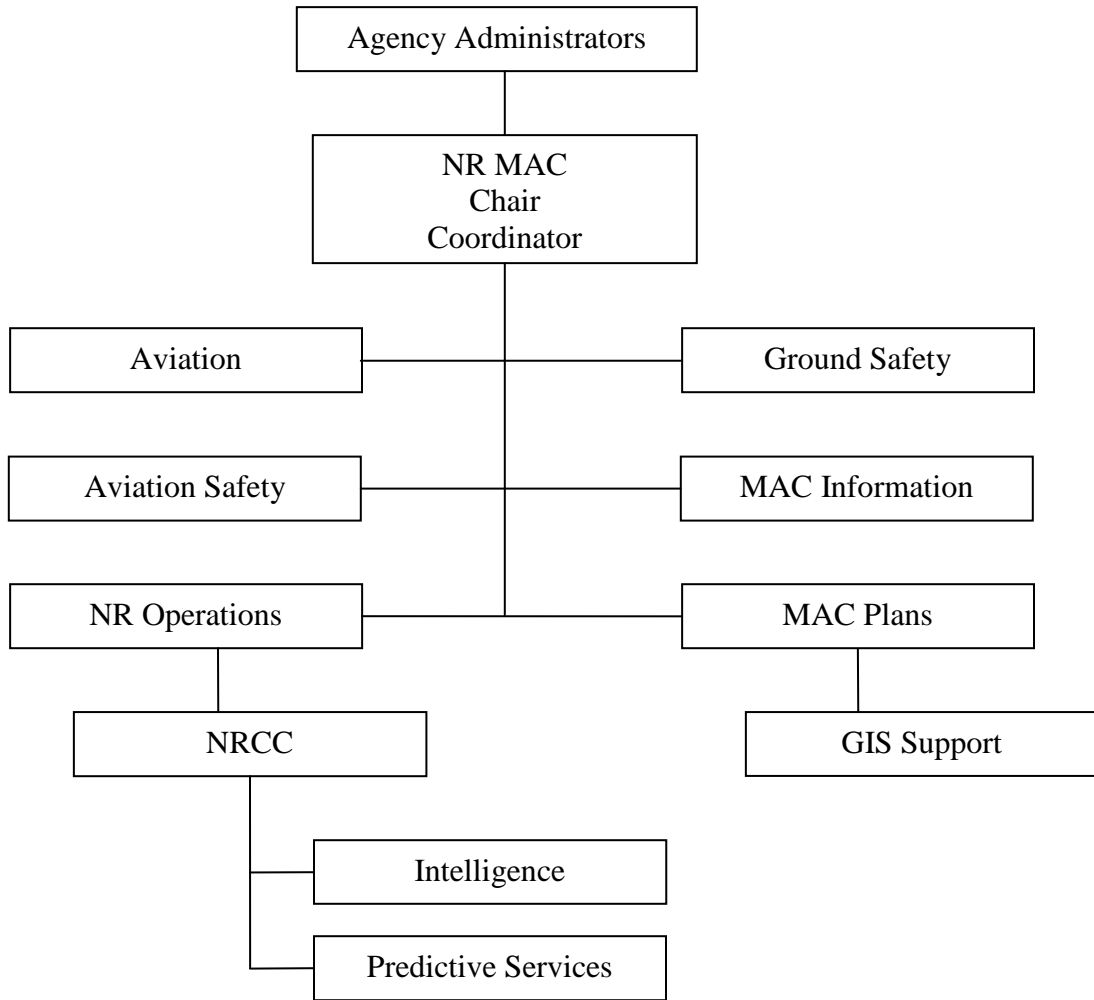 Agency Administrators
NR MAC
Chair
Coordinator
Aviation
Ground Safety
Aviation Safety
MAC Information
NR Operations
MAC Plans
NRCC
GIS Support
Intelligence
Predictive Services